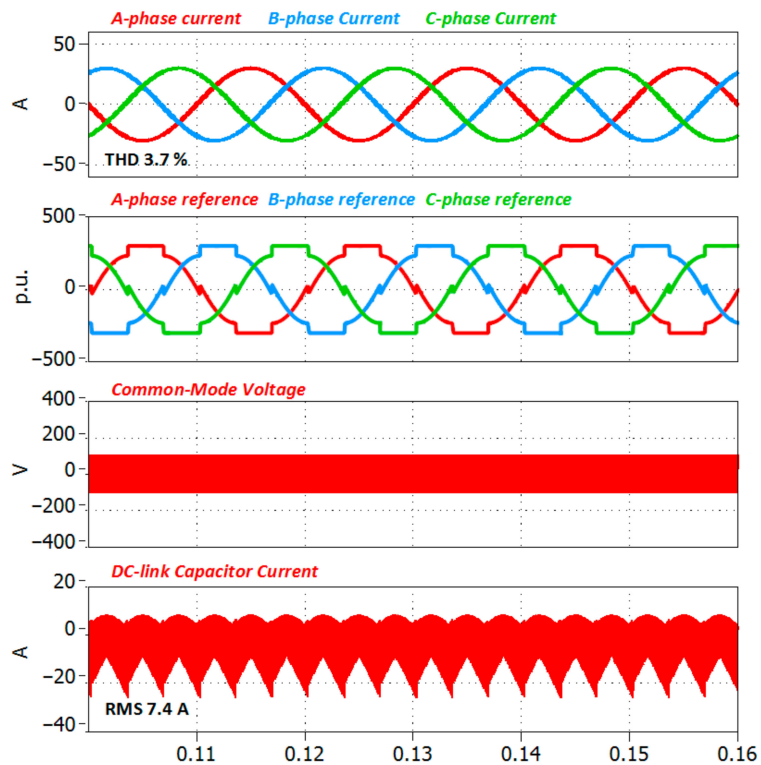 A-phase current B-phase Current C-phase Current
50
0
−50
A
THD 3.7 %
A-phase reference B-phase reference C-phase reference
500
0
−500
p.u.
Common-Mode Voltage
400
200
0
−200
−400
V
DC-link Capacitor Current
20
0
−20
−40
A
RMS 7.4 A
0.11 0.12 0.13 0.14 0.15 0.16